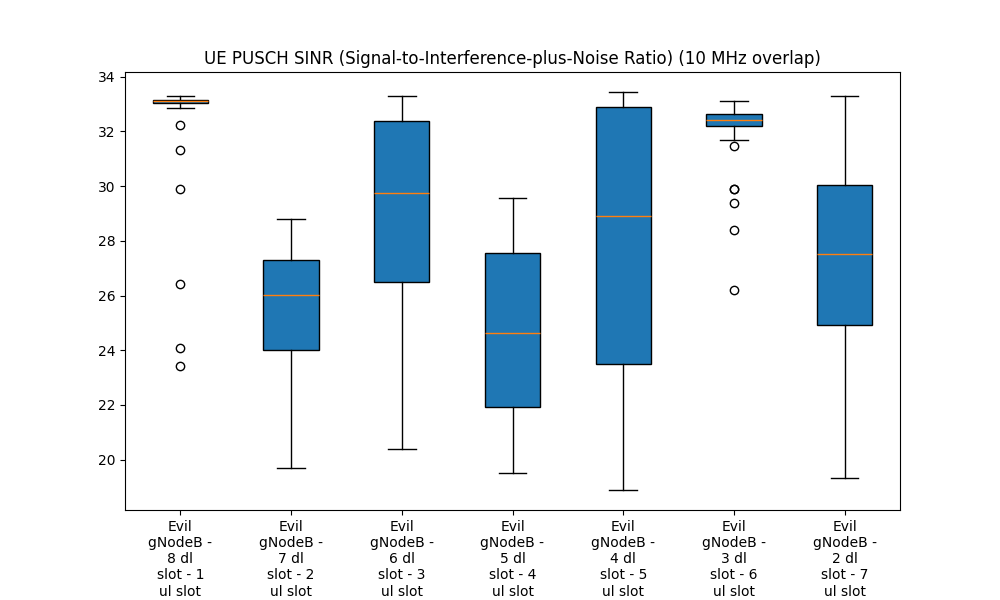 UE PUSCH SINR (Signal-to-Interference-plus-Noise Ratio) (10 MHz overlap)
34
32
30
28
26
24
22
20
Evil gNodeB - 8 dl slot - 1 ul slot
Evil gNodeB - 7 dl slot - 2 ul slot
Evil gNodeB - 6 dl slot - 3 ul slot
Evil gNodeB - 5 dl slot - 4 ul slot
Evil gNodeB - 4 dl slot - 5 ul slot
Evil gNodeB - 3 dl slot - 6 ul slot
Evil gNodeB - 2 dl slot - 7 ul slot